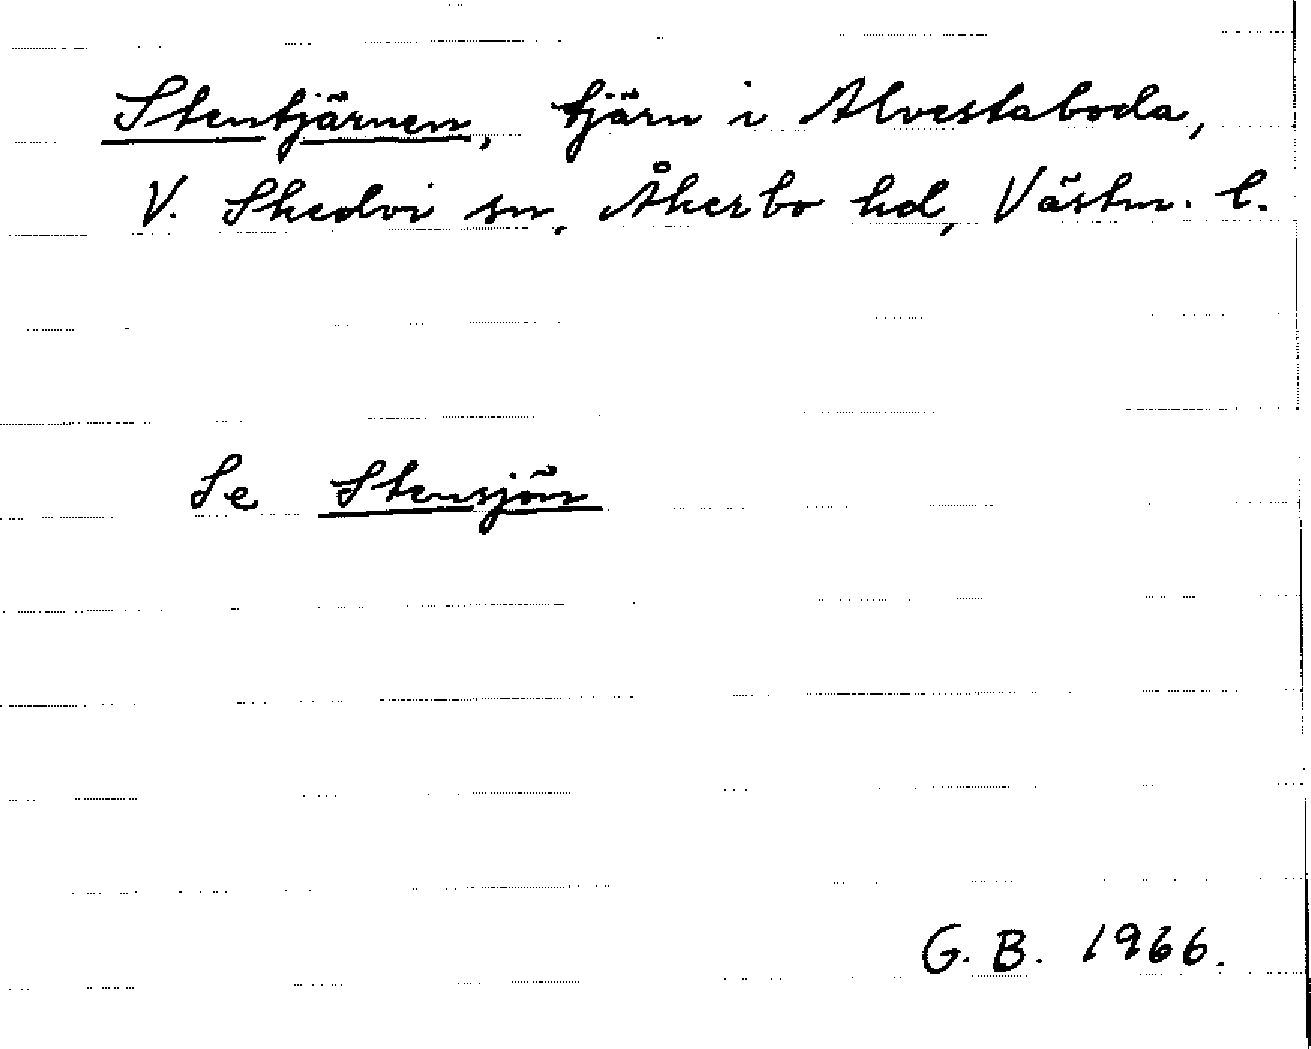 Stentjärnen, tjärn i Alvestaboda,
V. Skedvi sn, Åkerbo hd, Västm. l.
Se Stensjön
G. B. 1966.